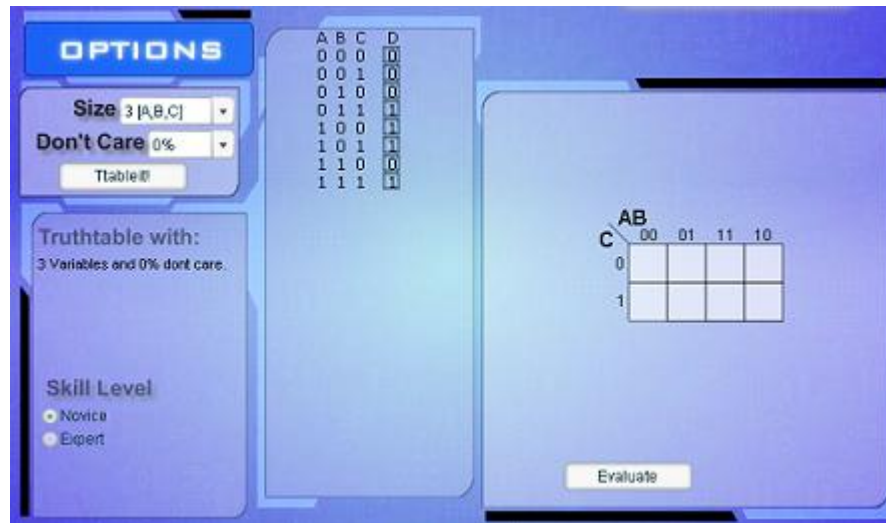 OPTIONS
Size 3 [A,B,C]
Don't Care 0%
Ttableit!
Truthtable with:
3 Variables and 0% dont care.
Skill Level
Novice
Expert
A B C D
0 0 0 0
0 0 1 0
0 1 0 0
0 1 1 1
1 0 0 1
1 0 1 1
1 1 0 0
1 1 1 1
AB
C 00 01 11 10
0
1
Evaluate